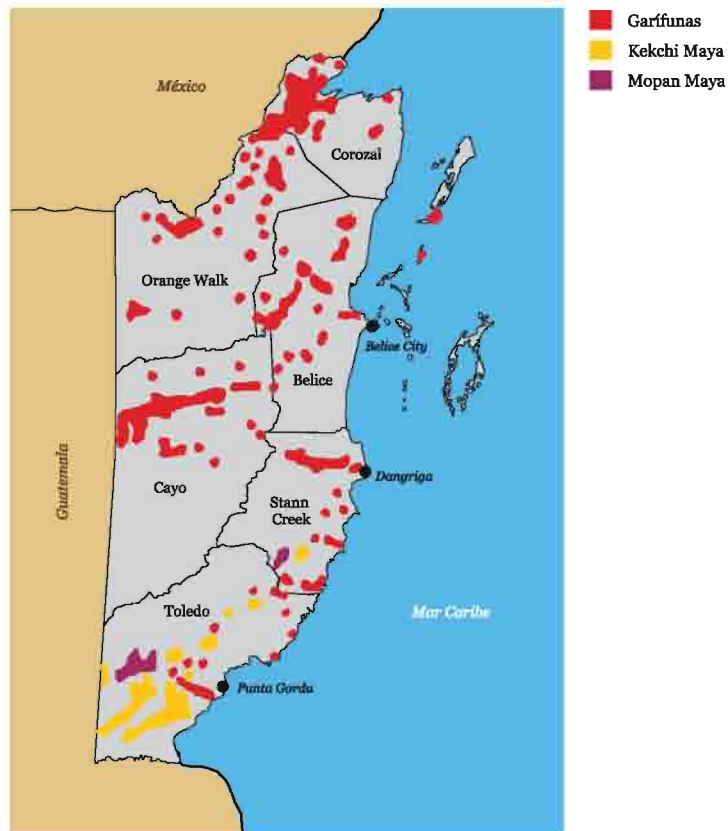 Garífunas
Kekchi Maya
Mopan Maya
México
Corozal
Orange Walk
Belice City
Belice
Guatemala
Cayo
Danyriga
Stann
Creek
Toledo
Mar Caribe
Punta Gorda